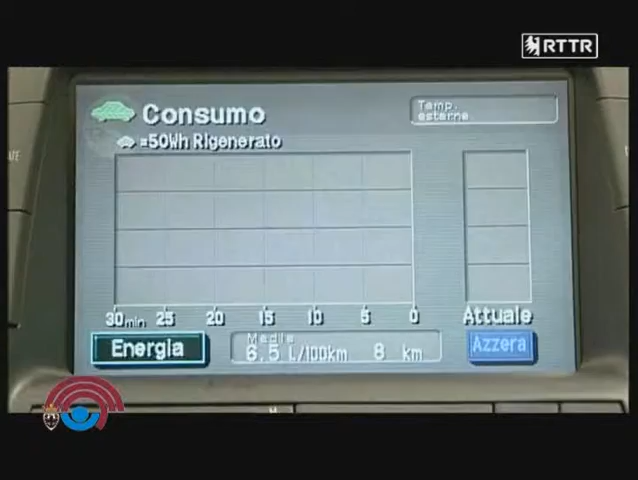 RTTR
Consumo
Temp.
esterna
=50Wh Rigenerato
30min 25 20 15 10 5 0
Attuale
Energia
Media
6.5 L/100km 8 km
Azzera